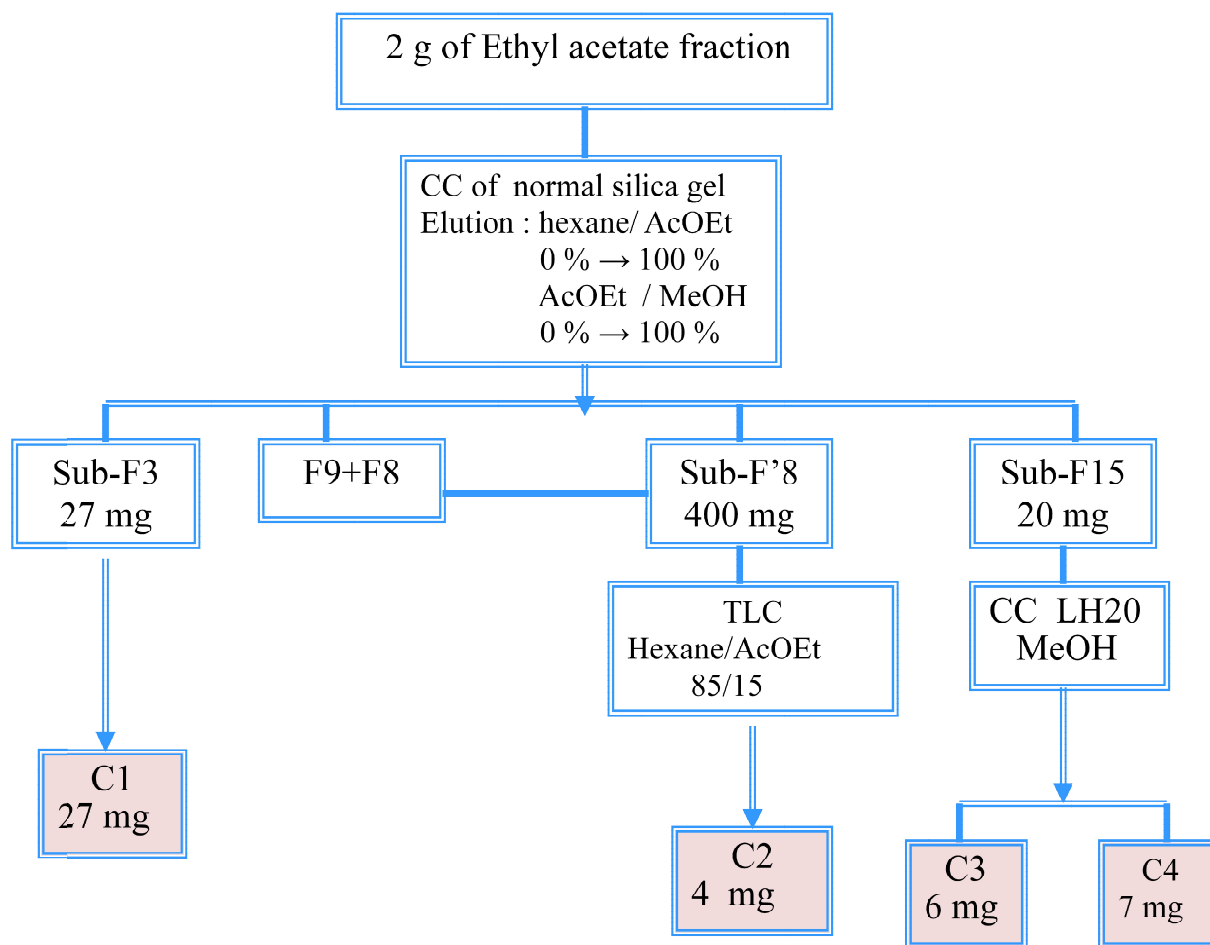 2 g of Ethyl acetate fraction
CC of normal silica gel
Elution : hexane/ AcOEt
0 % → 100 %
AcOEt / MeOH
0 % → 100 %
Sub-F3
27 mg
F9+F8
Sub-F’8
400 mg
Sub-F15
20 mg
TLC
Hexane/AcOEt
85/15
CC LH20
MeOH
C1
27 mg
C2
4 mg
C3
6 mg
C4
7 mg